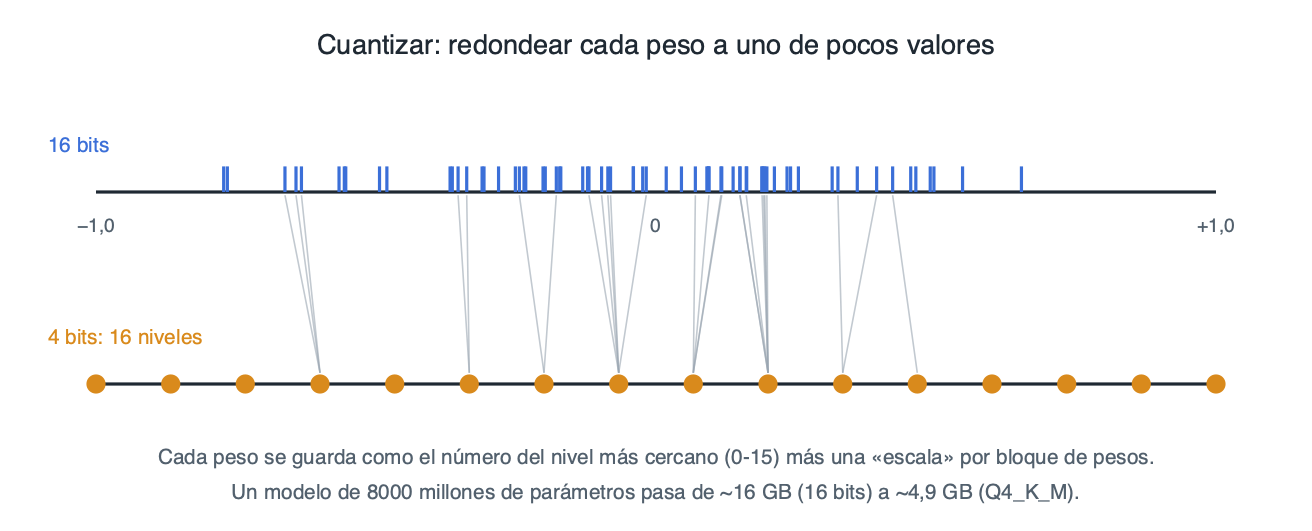 Cuantizar: redondear cada peso a uno de pocos valores
16 bits
−1,0
0
+1,0
4 bits: 16 niveles
Cada peso se guarda como el número del nivel más cercano (0-15) más una «escala» por bloque de pesos.
Un modelo de 8000 millones de parámetros pasa de ~16 GB (16 bits) a ~4,9 GB (Q4_K_M).